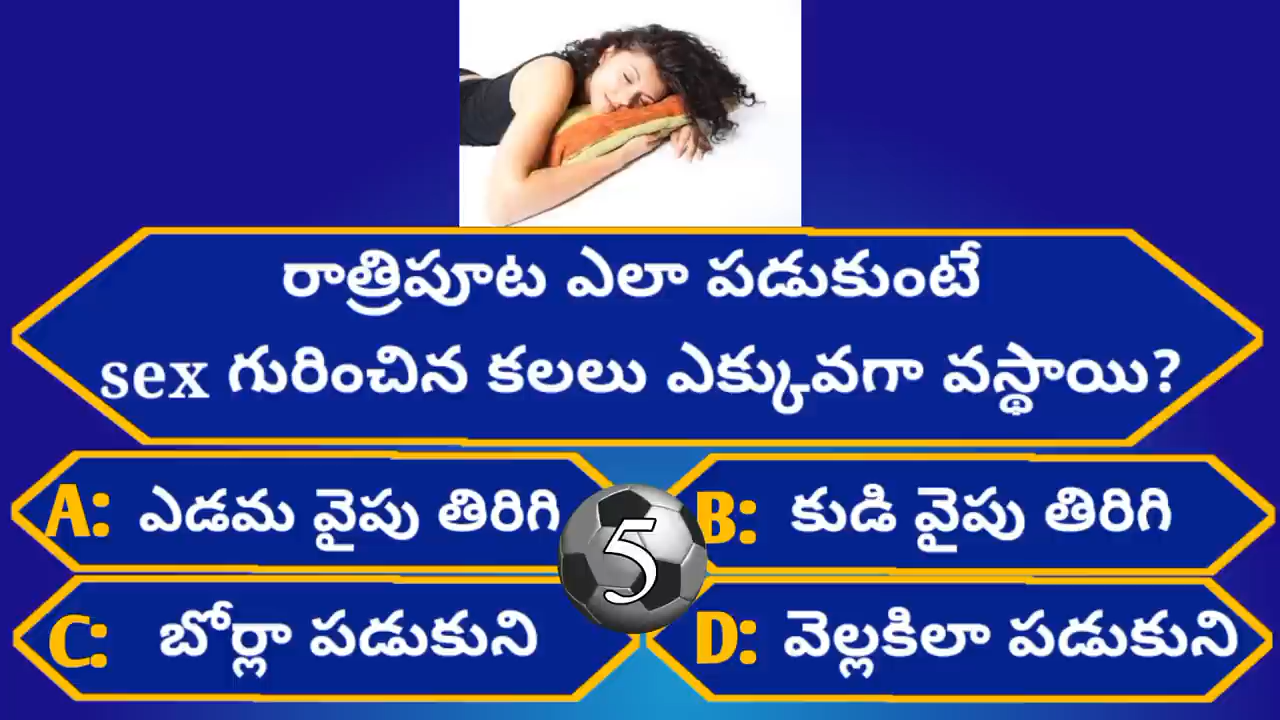 రాత్రిపూట ఎలా పడుకుంటే
sex గురించిన కలలు ఎక్కువగా వస్థాయి?
A: ఎడమ వైపు తిరిగి
B: కుడి వైపు తిరిగి
5
C: బోర్లా పడుకుని
D: వెల్లకిలా పడుకుని